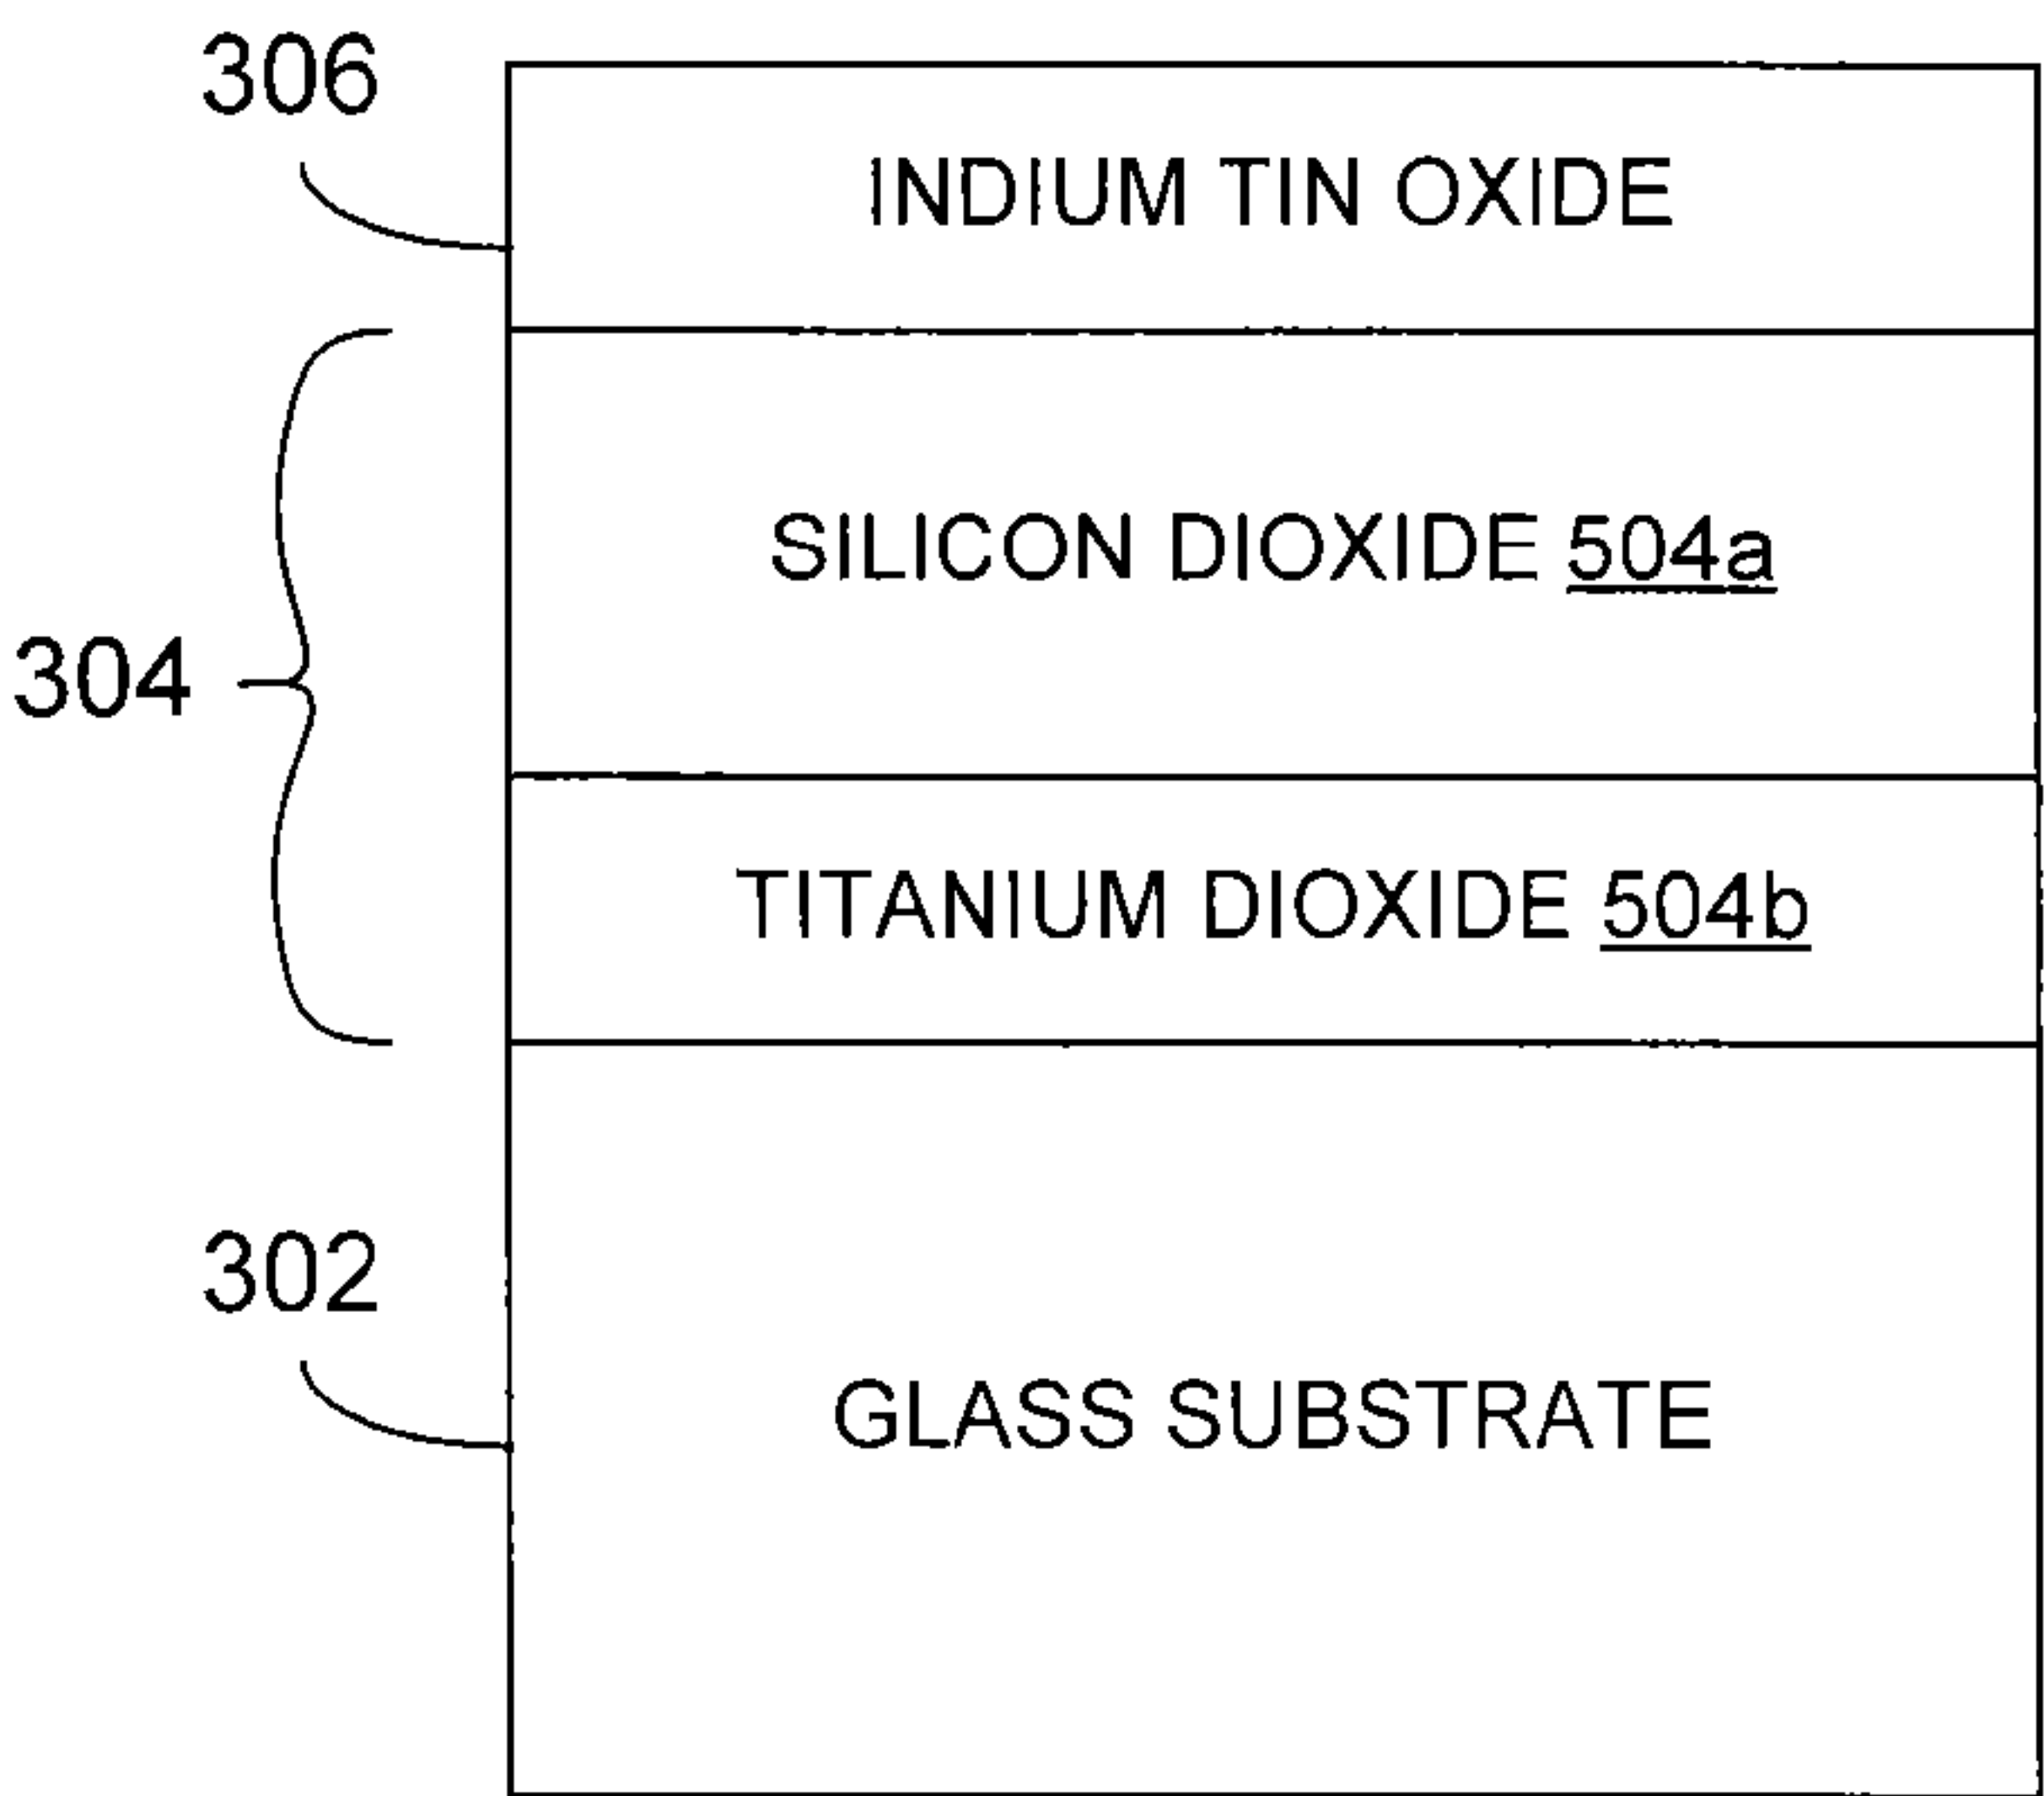 306
INDIUM TIN OXIDE
SILICON DIOXIDE 504a
304
TITANIUM DIOXIDE 504b
302
GLASS SUBSTRATE